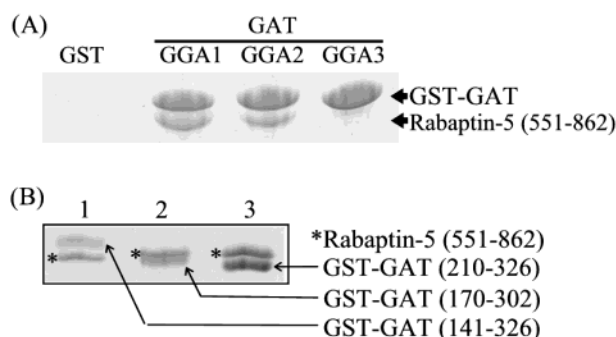 (A)
GAT
GST GGA1 GGA2 GGA3
GST-GAT
Rabaptin-5 (551-862)
(B)
1 2 3
* * *
*Rabaptin-5 (551-862)
GST-GAT (210-326)
GST-GAT (170-302)
GST-GAT (141-326)